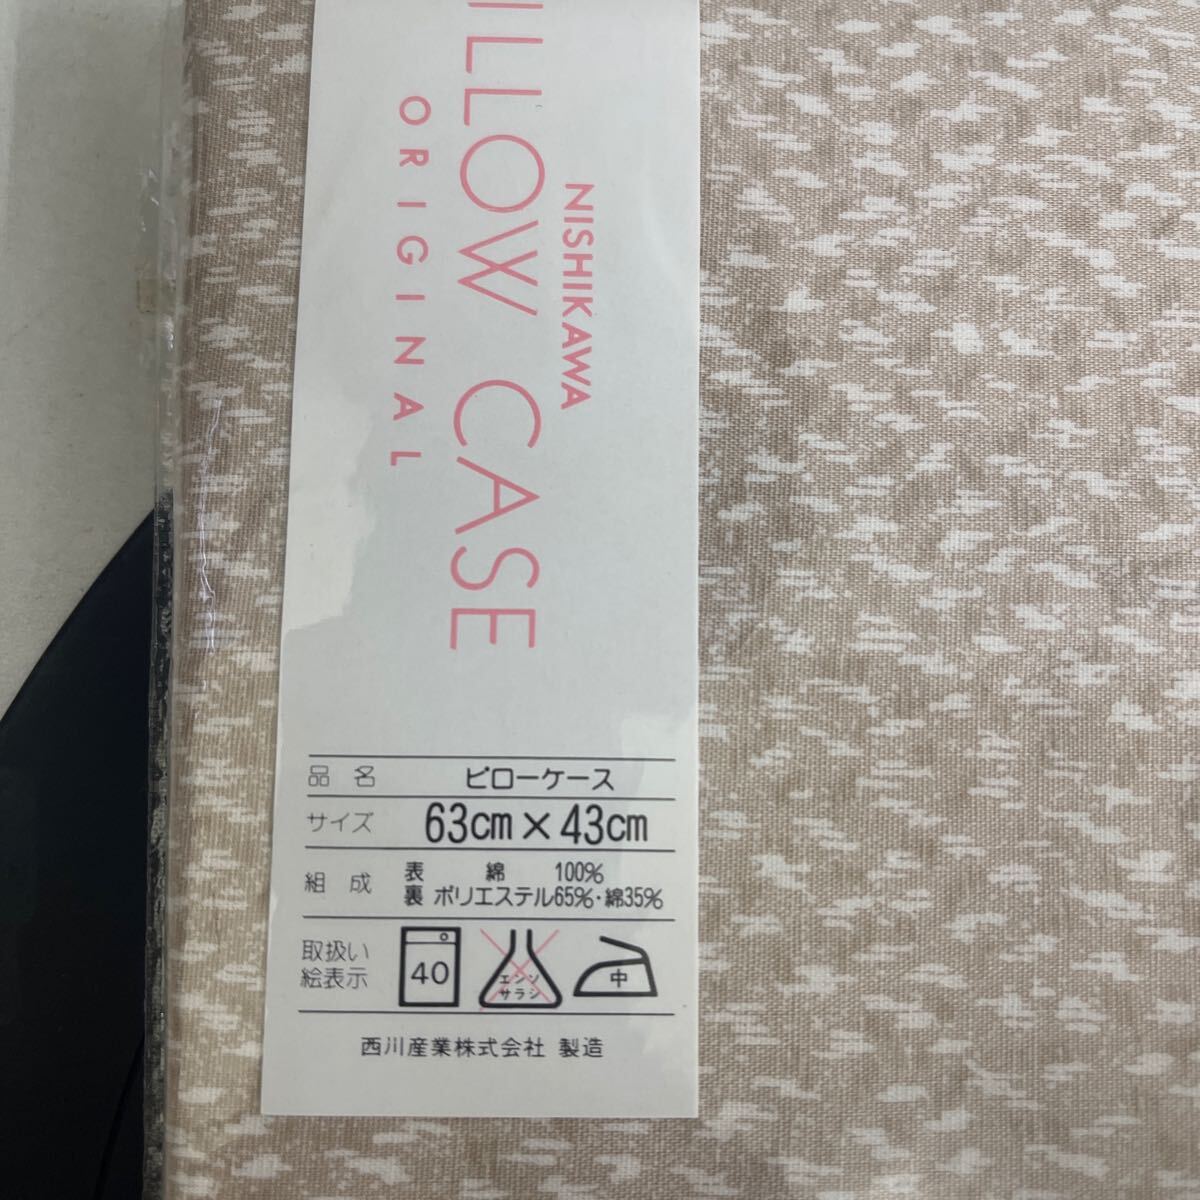 NISHIKAWA
ILLOW CASE
ORIGINAL
品名 ピローケース
サイズ 63cm×43cm
組成 表 綿 100%
裏 ポリエステル65%・綿35%
取扱い
絵表示
40
エンソ
サラシ
中
西川産業株式会社 製造